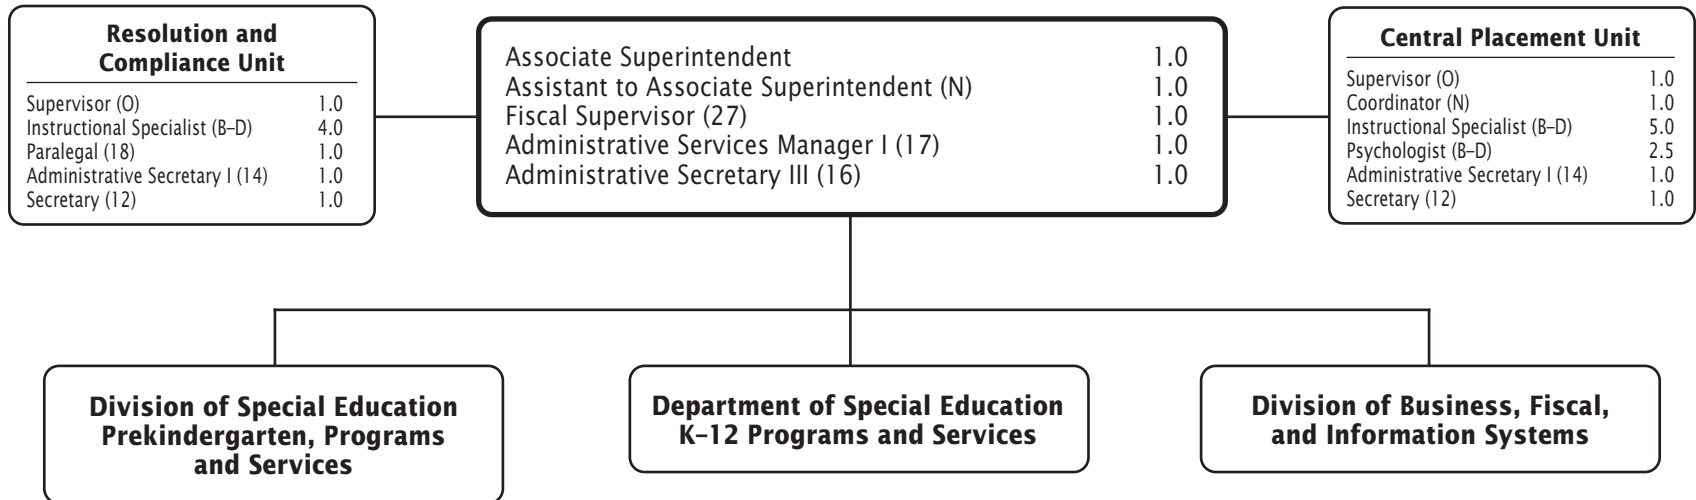 Resolution and
Compliance Unit
Supervisor (O) 1.0
Instructional Specialist (B–D) 4.0
Paralegal (18) 1.0
Administrative Secretary I (14) 1.0
Secretary (12) 1.0
Associate Superintendent 1.0
Assistant to Associate Superintendent (N) 1.0
Fiscal Supervisor (27) 1.0
Administrative Services Manager I (17) 1.0
Administrative Secretary III (16) 1.0
Central Placement Unit
Supervisor (O) 1.0
Coordinator (N) 1.0
Instructional Specialist (B–D) 5.0
Psychologist (B–D) 2.5
Administrative Secretary I (14) 1.0
Secretary (12) 1.0
Division of Special Education
Prekindergarten, Programs
and Services
Department of Special Education
K–12 Programs and Services
Division of Business, Fiscal,
and Information Systems